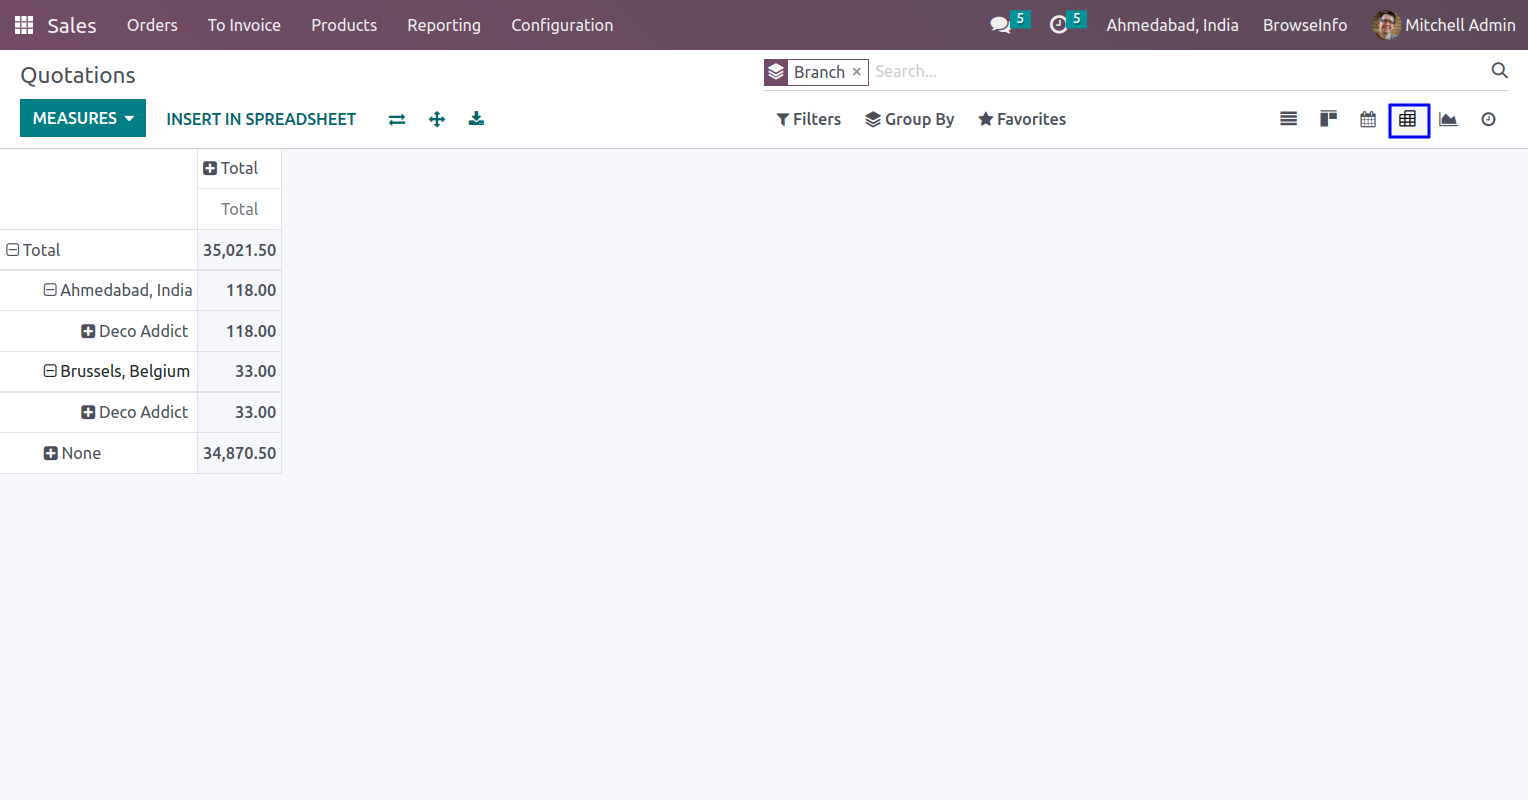 Sales Orders To Invoice Products Reporting Configuration 5 5 Ahmedabad, India BrowseInfo Mitchell Admin
Quotations
Branch × Search...
MEASURES INSERT IN SPREADSHEET Filters Group By Favorites
Total
Total
Total 35,021.50
Ahmedabad, India 118.00
Deco Addict 118.00
Brussels, Belgium 33.00
Deco Addict 33.00
None 34,870.50